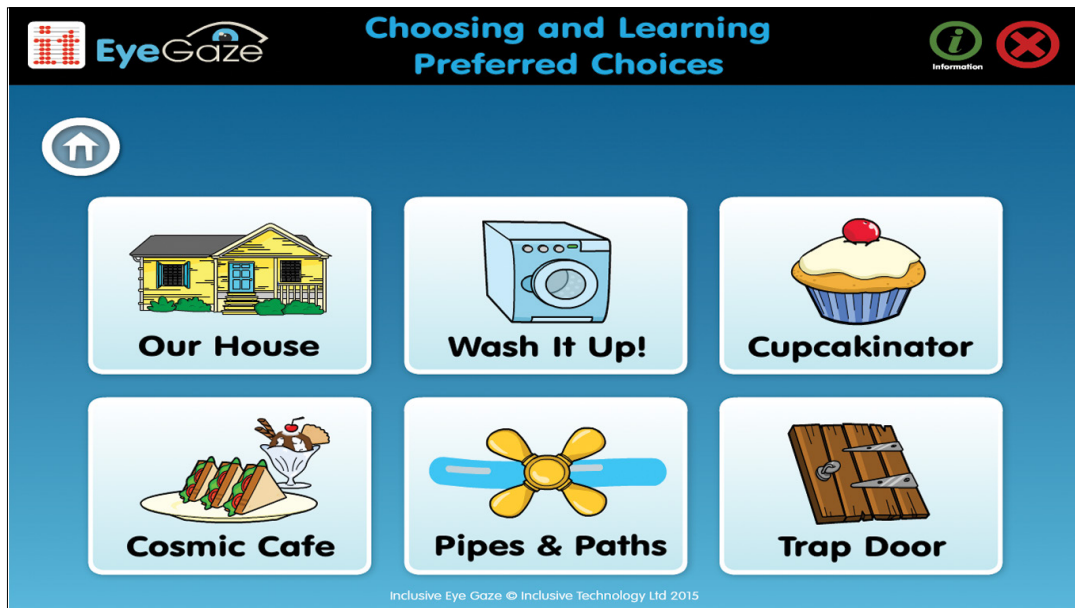 EyeGaze
Choosing and Learning
Preferred Choices
Information
Our House
Wash It Up!
Cupcakinator
Cosmic Cafe
Pipes & Paths
Trap Door
Inclusive Eye Gaze © Inclusive Technology Ltd 2015